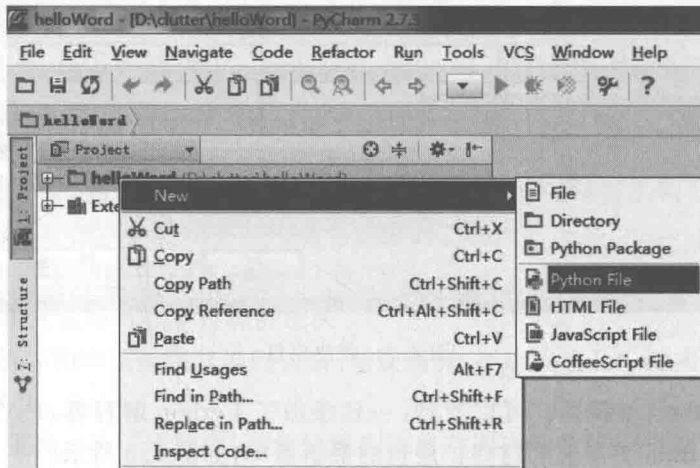 helloWord - [D:\clutter\helloWord] - PyCharm 2.7.3
File Edit View Navigate Code Refactor Run Tools VCS Window Help
helloWord
1: Project
Project
helloWord (D:\clutter\helloWord)
Exte
New
Cut Ctrl+X
Copy Ctrl+C
Copy Path Ctrl+Shift+C
Copy Reference Ctrl+Alt+Shift+C
Paste Ctrl+V
Find Usages Alt+F7
Find in Path... Ctrl+Shift+F
Replace in Path... Ctrl+Shift+R
Inspect Code...
File
Directory
Python Package
Python File
HTML File
JavaScript File
CoffeeScript File
Z: Structure